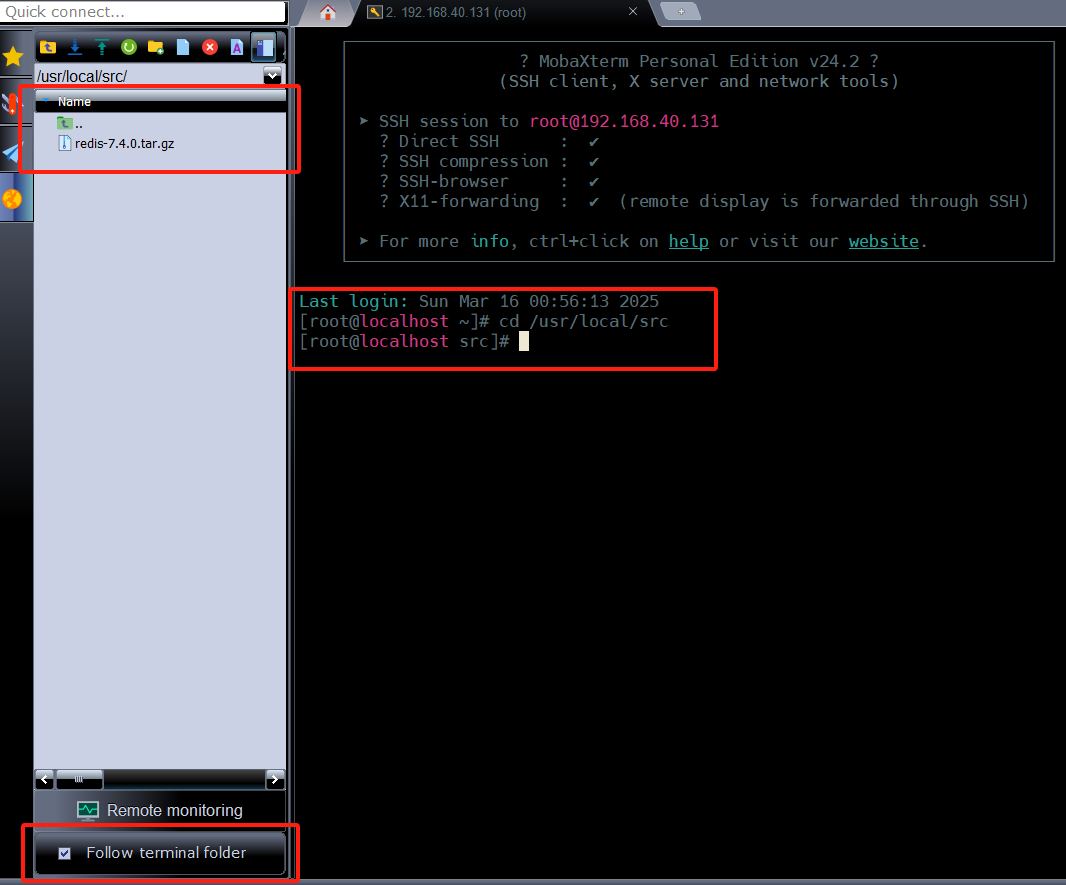 Quick connect...
2. 192.168.40.131 (root)
/usr/local/src/
Name
..
redis-7.4.0.tar.gz
Remote monitoring
Follow terminal folder
? MobaXterm Personal Edition v24.2 ?
(SSH client, X server and network tools)
➤ SSH session to root@192.168.40.131
? Direct SSH : ✔
? SSH compression : ✔
? SSH-browser : ✔
? X11-forwarding : ✔ (remote display is forwarded through SSH)
➤ For more info, ctrl+click on help or visit our website.
Last login: Sun Mar 16 00:56:13 2025
[root@localhost ~]# cd /usr/local/src
[root@localhost src]#